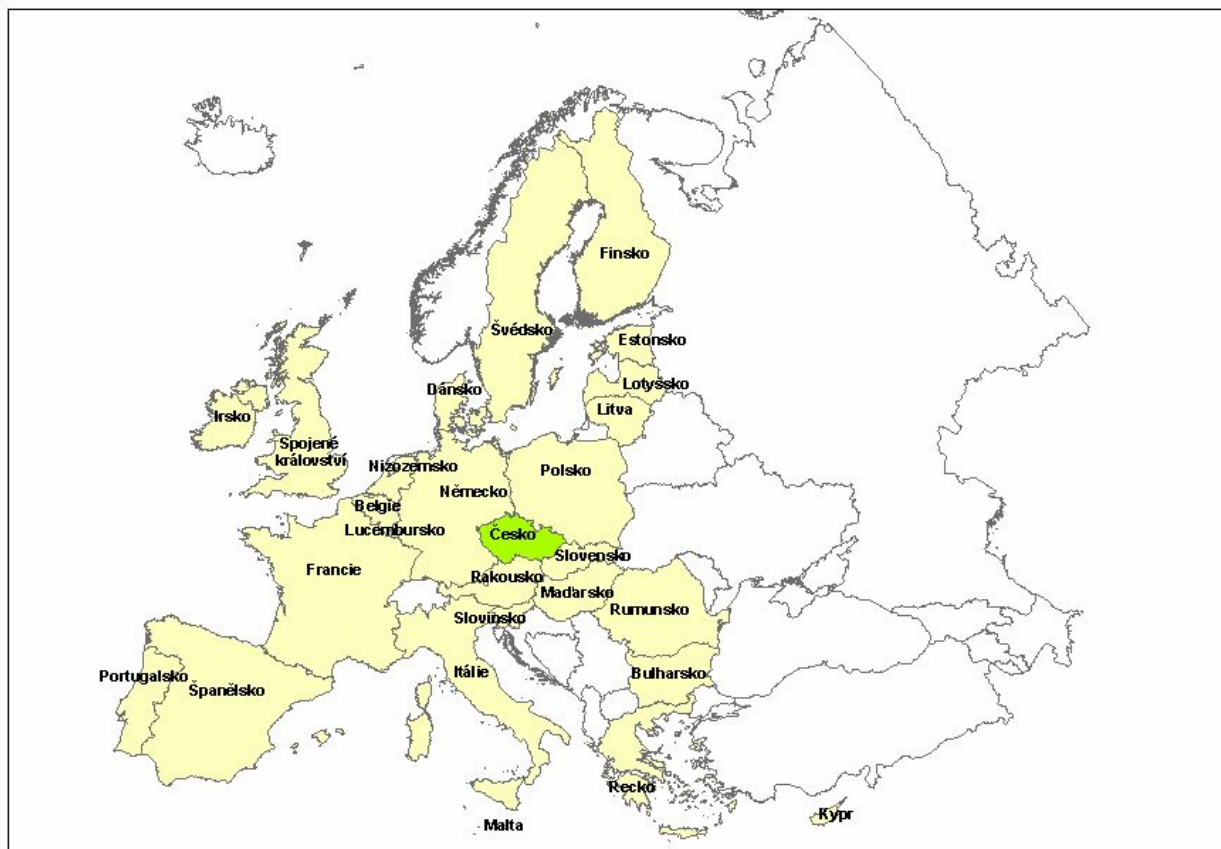 Finsko
Švédsko
Estonsko
Lotyšsko
Dánsko
Litva
Irsko
Spojené
království
Nizozemsko
Polsko
Německo
Belgie
Lucembursko
Česko
Slovensko
Francie
Rakousko
Maďarsko
Rumunsko
Slovinsko
Itálie
Bulharsko
Portugalsko
Španělsko
Recko
Malta
Kypr